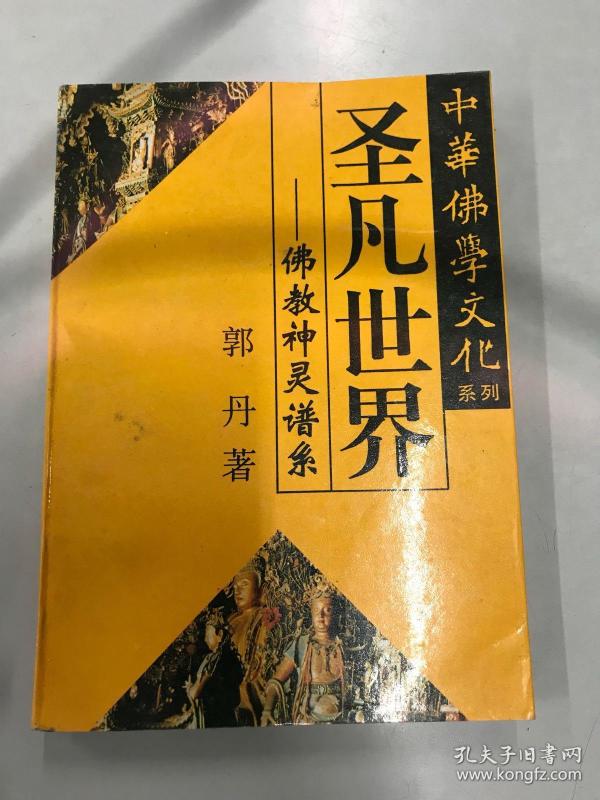 中華佛學文化
系列
圣凡世界
——佛教神灵谱系
郭丹著
孔夫子旧书网
www.kongfz.com